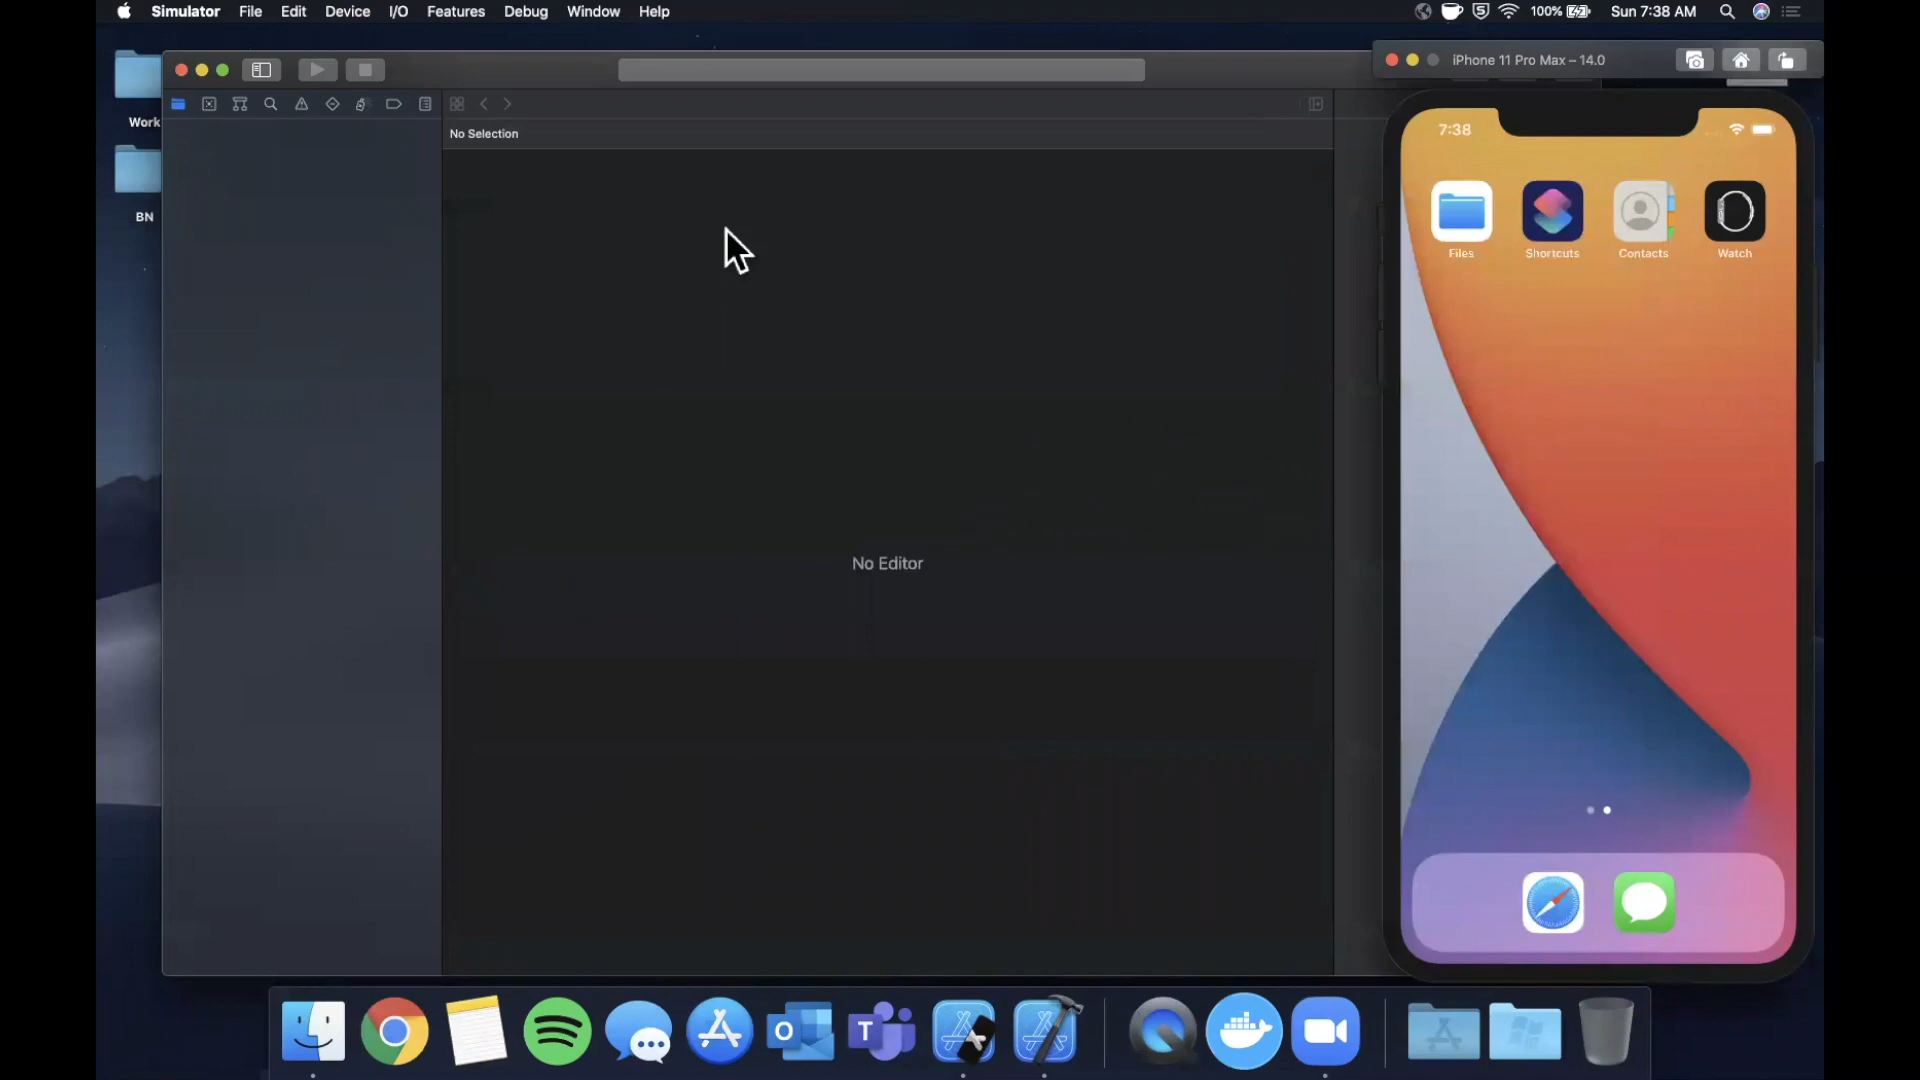 Simulator File Edit Device I/O Features Debug Window Help
100% Sun 7:38 AM
iPhone 11 Pro Max – 14.0
Work
BN
No Selection
No Editor
7:38
Files Shortcuts Contacts Watch